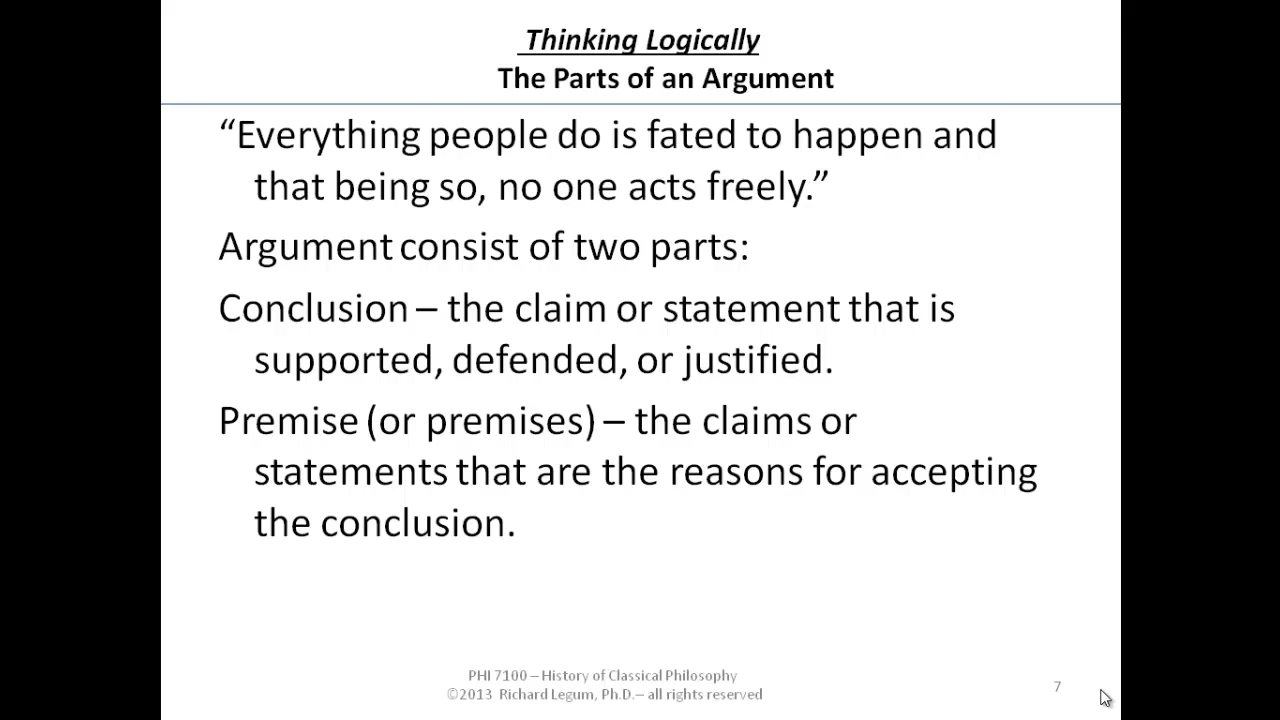 Thinking Logically
The Parts of an Argument
“Everything people do is fated to happen and
that being so, no one acts freely.”
Argument consist of two parts:
Conclusion – the claim or statement that is
supported, defended, or justified.
Premise (or premises) – the claims or
statements that are the reasons for accepting
the conclusion.
PHI 7100 – History of Classical Philosophy
©2013 Richard Legum, Ph.D.– all rights reserved
7